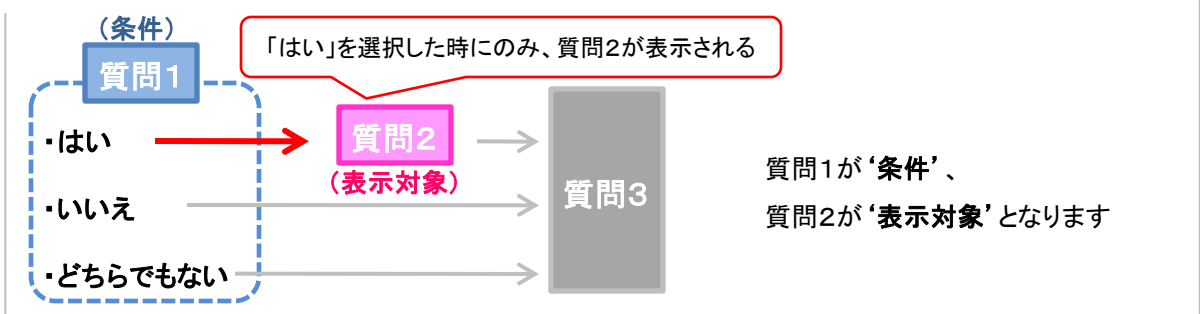 （条件）
質問１
「はい」を選択した時にのみ、質問２が表示される
・はい
質問２
（表示対象）
・いいえ
質問３
・どちらでもない
質問１が‘条件’、
質問２が‘表示対象’となります